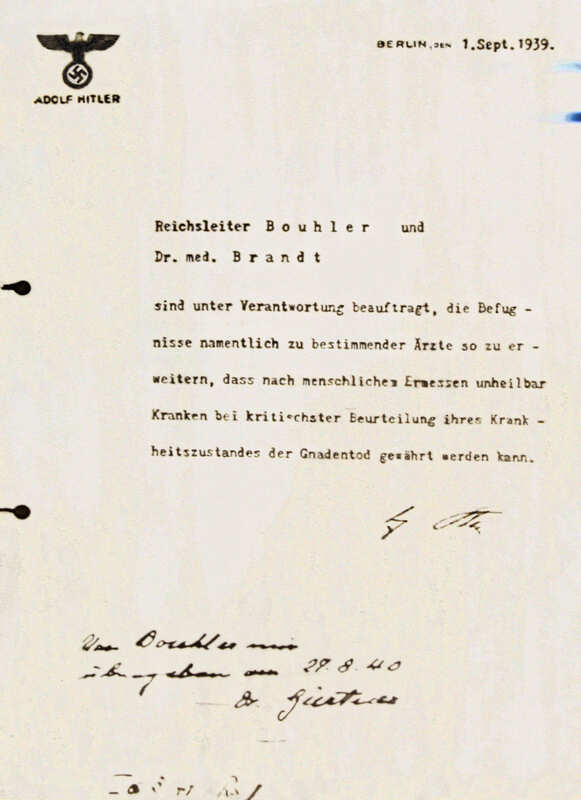 BERLIN, DEN 1.Sept.1939.
ADOLF HITLER
Reichsleiter B o u h l e r und
Dr. med. B r a n d t
sind unter Verantwortung beauftragt, die Befug -
nisse namentlich zu bestimmender Ärzte so zu er -
weitern, dass nach menschlichem Ermessen unheilbar
Kranken bei kritischster Beurteilung ihres Krank -
heitszustandes der Gnadentod gewährt werden kann.
Von Bouhler mir
übergeben am 27.8.40
Dr. Gürtner